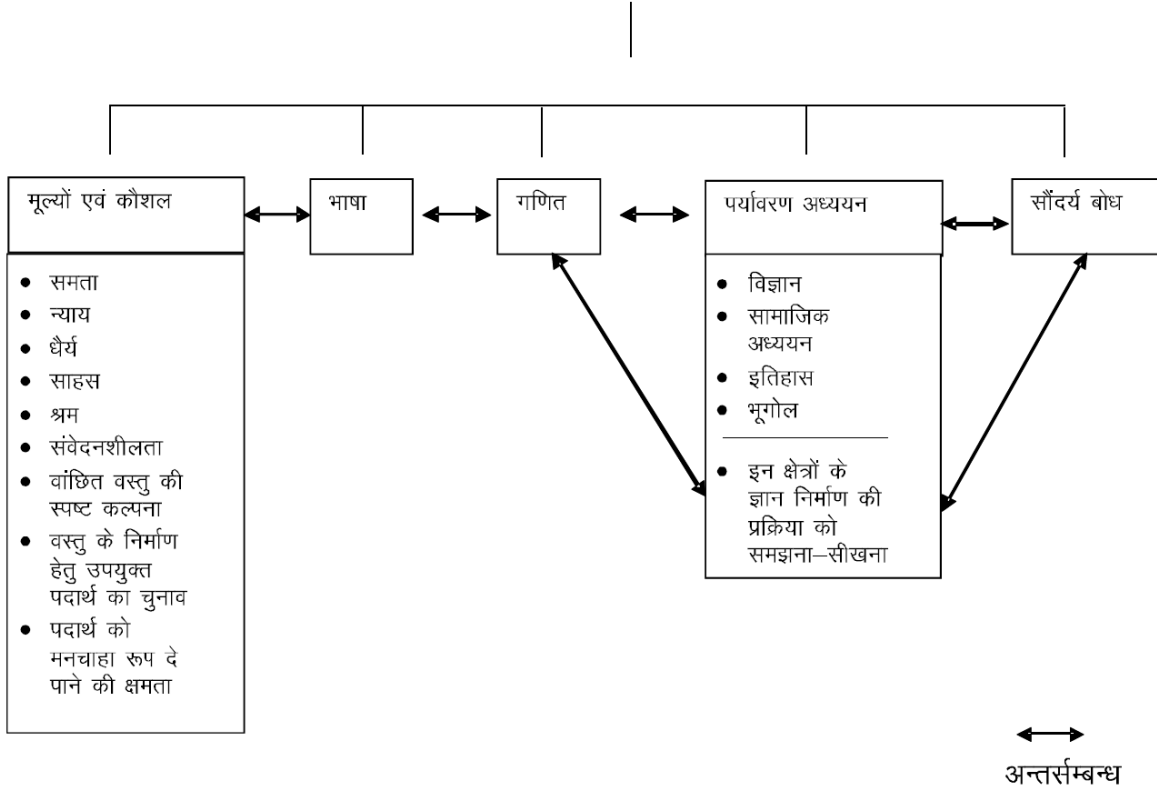 मूल्यों एवं कौशल
समता
न्याय
धैर्य
साहस
श्रम
संवेदनशीलता
वांछित वस्तु की
स्पष्ट कल्पना
वस्तु के निर्माण
हेतु उपयुक्त
पदार्थ का चुनाव
पदार्थ को
मनचाहा रूप दे
पाने की क्षमता
भाषा
गणित
पर्यावरण अध्ययन
विज्ञान
सामाजिक
अध्ययन
इतिहास
भूगोल
इन क्षेत्रों के
ज्ञान निर्माण की
प्रक्रिया को
समझना–सीखना
सौंदर्य बोध
अन्तर्सम्बन्ध